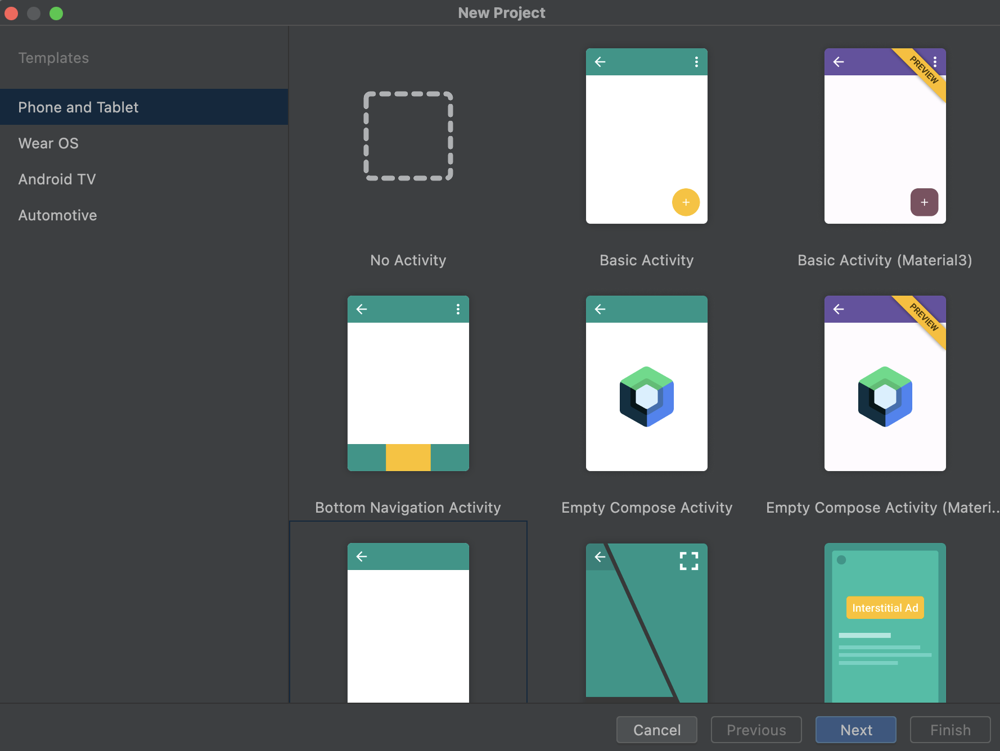 New Project
Templates
Phone and Tablet
Wear OS
Android TV
Automotive
PREVIEW
No Activity
Basic Activity
Basic Activity (Material3)
PREVIEW
Bottom Navigation Activity
Empty Compose Activity
Empty Compose Activity (Materi..
Interstitial Ad
Cancel
Previous
Next
Finish